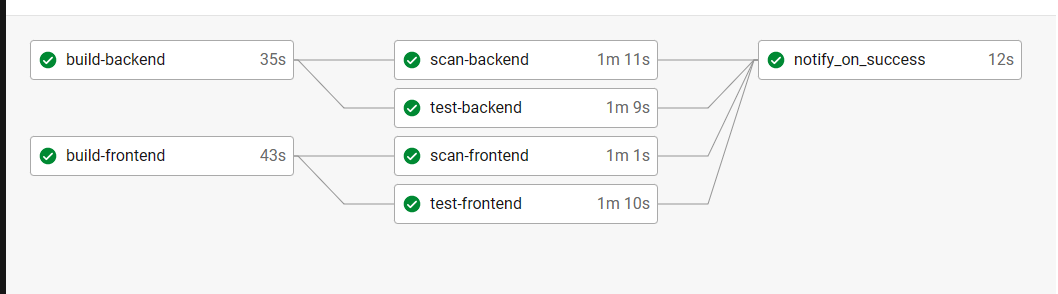 build-backend 35s
scan-backend 1m 11s
notify_on_success 12s
test-backend 1m 9s
build-frontend 43s
scan-frontend 1m 1s
test-frontend 1m 10s